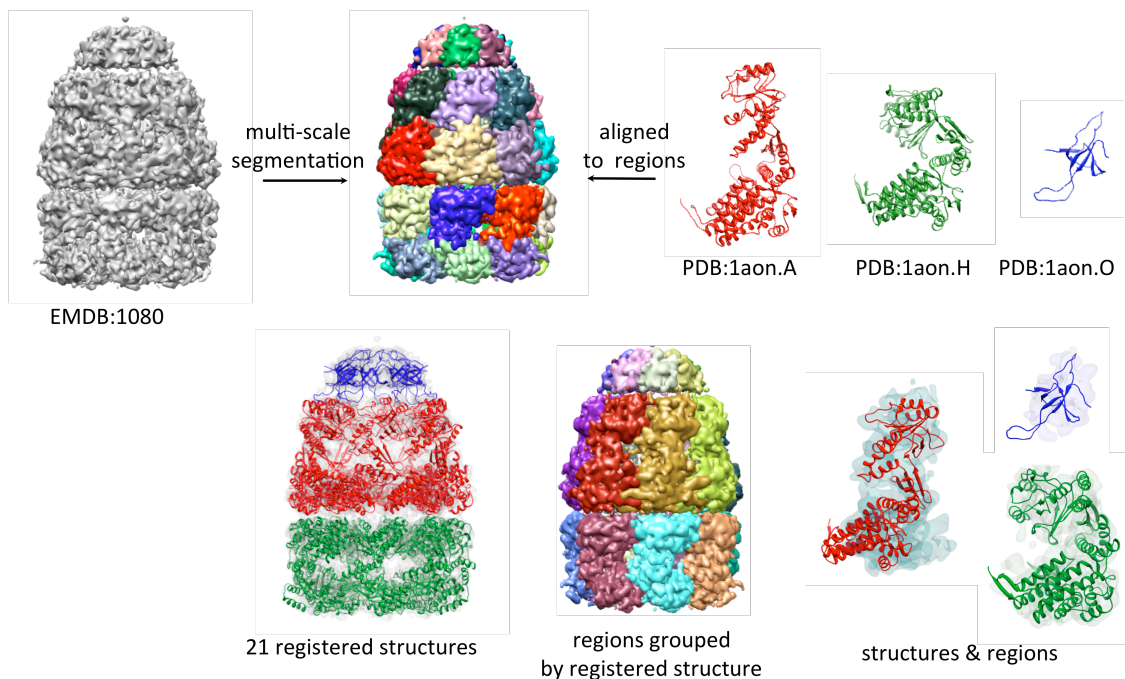 multi-scale
segmentation
aligned
to regions
PDB:1aon.A
PDB:1aon.H
PDB:1aon.O
EMDB:1080
21 registered structures
regions grouped
by registered structure
structures & regions